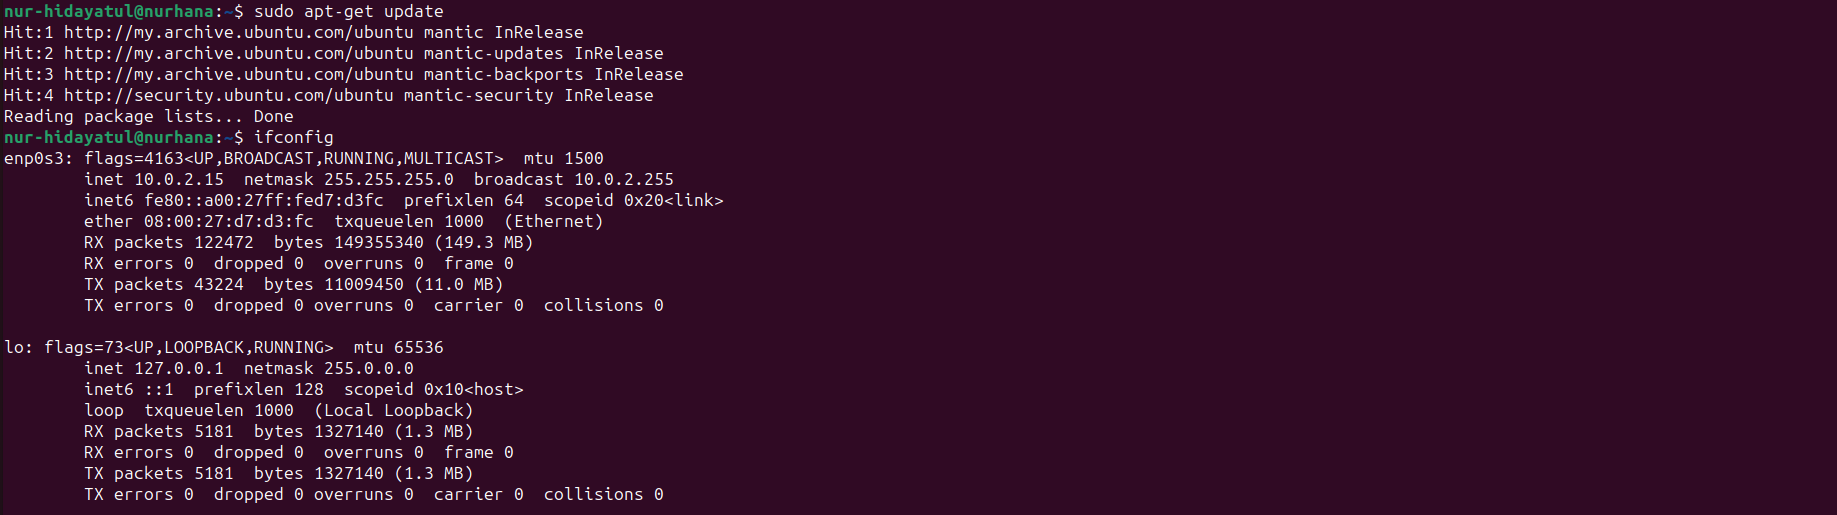 nur-hidayatul@nurhana:~$ sudo apt-get update
Hit:1 http://my.archive.ubuntu.com/ubuntu mantic InRelease
Hit:2 http://my.archive.ubuntu.com/ubuntu mantic-updates InRelease
Hit:3 http://my.archive.ubuntu.com/ubuntu mantic-backports InRelease
Hit:4 http://security.ubuntu.com/ubuntu mantic-security InRelease
Reading package lists... Done
nur-hidayatul@nurhana:~$ ifconfig
enp0s3: flags=4163<UP,BROADCAST,RUNNING,MULTICAST>  mtu 1500
        inet 10.0.2.15  netmask 255.255.255.0  broadcast 10.0.2.255
        inet6 fe80::a00:27ff:fed7:d3fc  prefixlen 64  scopeid 0x20<link>
        ether 08:00:27:d7:d3:fc  txqueuelen 1000  (Ethernet)
        RX packets 122472  bytes 149355340 (149.3 MB)
        RX errors 0  dropped 0  overruns 0  frame 0
        TX packets 43224  bytes 11009450 (11.0 MB)
        TX errors 0  dropped 0 overruns 0  carrier 0  collisions 0

lo: flags=73<UP,LOOPBACK,RUNNING>  mtu 65536
        inet 127.0.0.1  netmask 255.0.0.0
        inet6 ::1  prefixlen 128  scopeid 0x10<host>
        loop  txqueuelen 1000  (Local Loopback)
        RX packets 5181  bytes 1327140 (1.3 MB)
        RX errors 0  dropped 0  overruns 0  frame 0
        TX packets 5181  bytes 1327140 (1.3 MB)
        TX errors 0  dropped 0 overruns 0  carrier 0  collisions 0